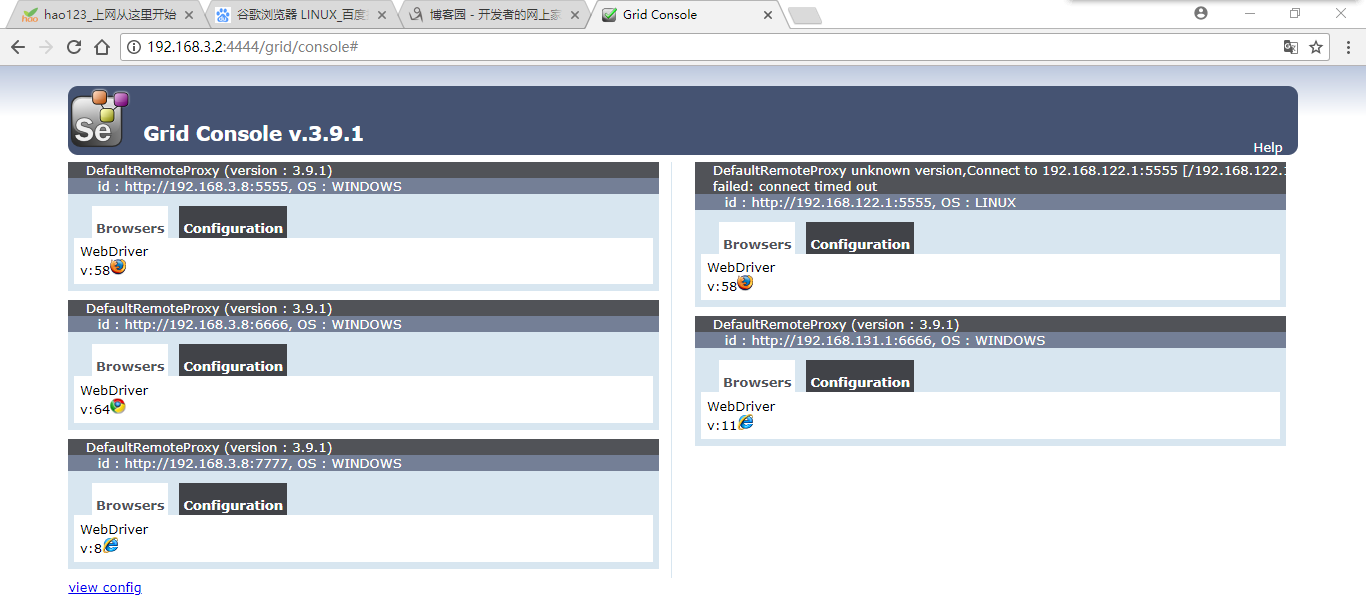 hao123_上网从这里开始
谷歌浏览器 LINUX_百度
博客园 - 开发者的网上家
Grid Console
192.168.3.2:4444/grid/console#
Se
Grid Console v.3.9.1
Help
DefaultRemoteProxy (version : 3.9.1)
id : http://192.168.3.8:5555, OS : WINDOWS
Browsers Configuration
WebDriver
v:58
DefaultRemoteProxy (version : 3.9.1)
id : http://192.168.3.8:6666, OS : WINDOWS
Browsers Configuration
WebDriver
v:64
DefaultRemoteProxy (version : 3.9.1)
id : http://192.168.3.8:7777, OS : WINDOWS
Browsers Configuration
WebDriver
v:8
view config
DefaultRemoteProxy unknown version,Connect to 192.168.122.1:5555 [/192.168.122.1
failed: connect timed out
id : http://192.168.122.1:5555, OS : LINUX
Browsers Configuration
WebDriver
v:58
DefaultRemoteProxy (version : 3.9.1)
id : http://192.168.131.1:6666, OS : WINDOWS
Browsers Configuration
WebDriver
v:11